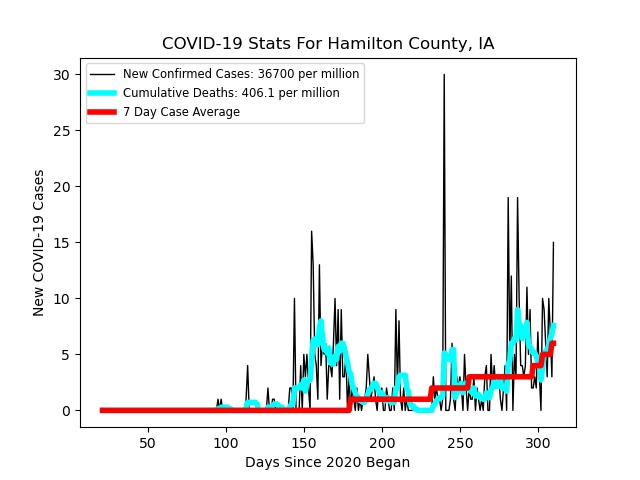 COVID-19 Stats For Hamilton County, IA
New Confirmed Cases: 36700 per million
Cumulative Deaths: 406.1 per million
7 Day Case Average
New COVID-19 Cases
30
25
20
15
10
5
0
50 100 150 200 250 300
Days Since 2020 Began